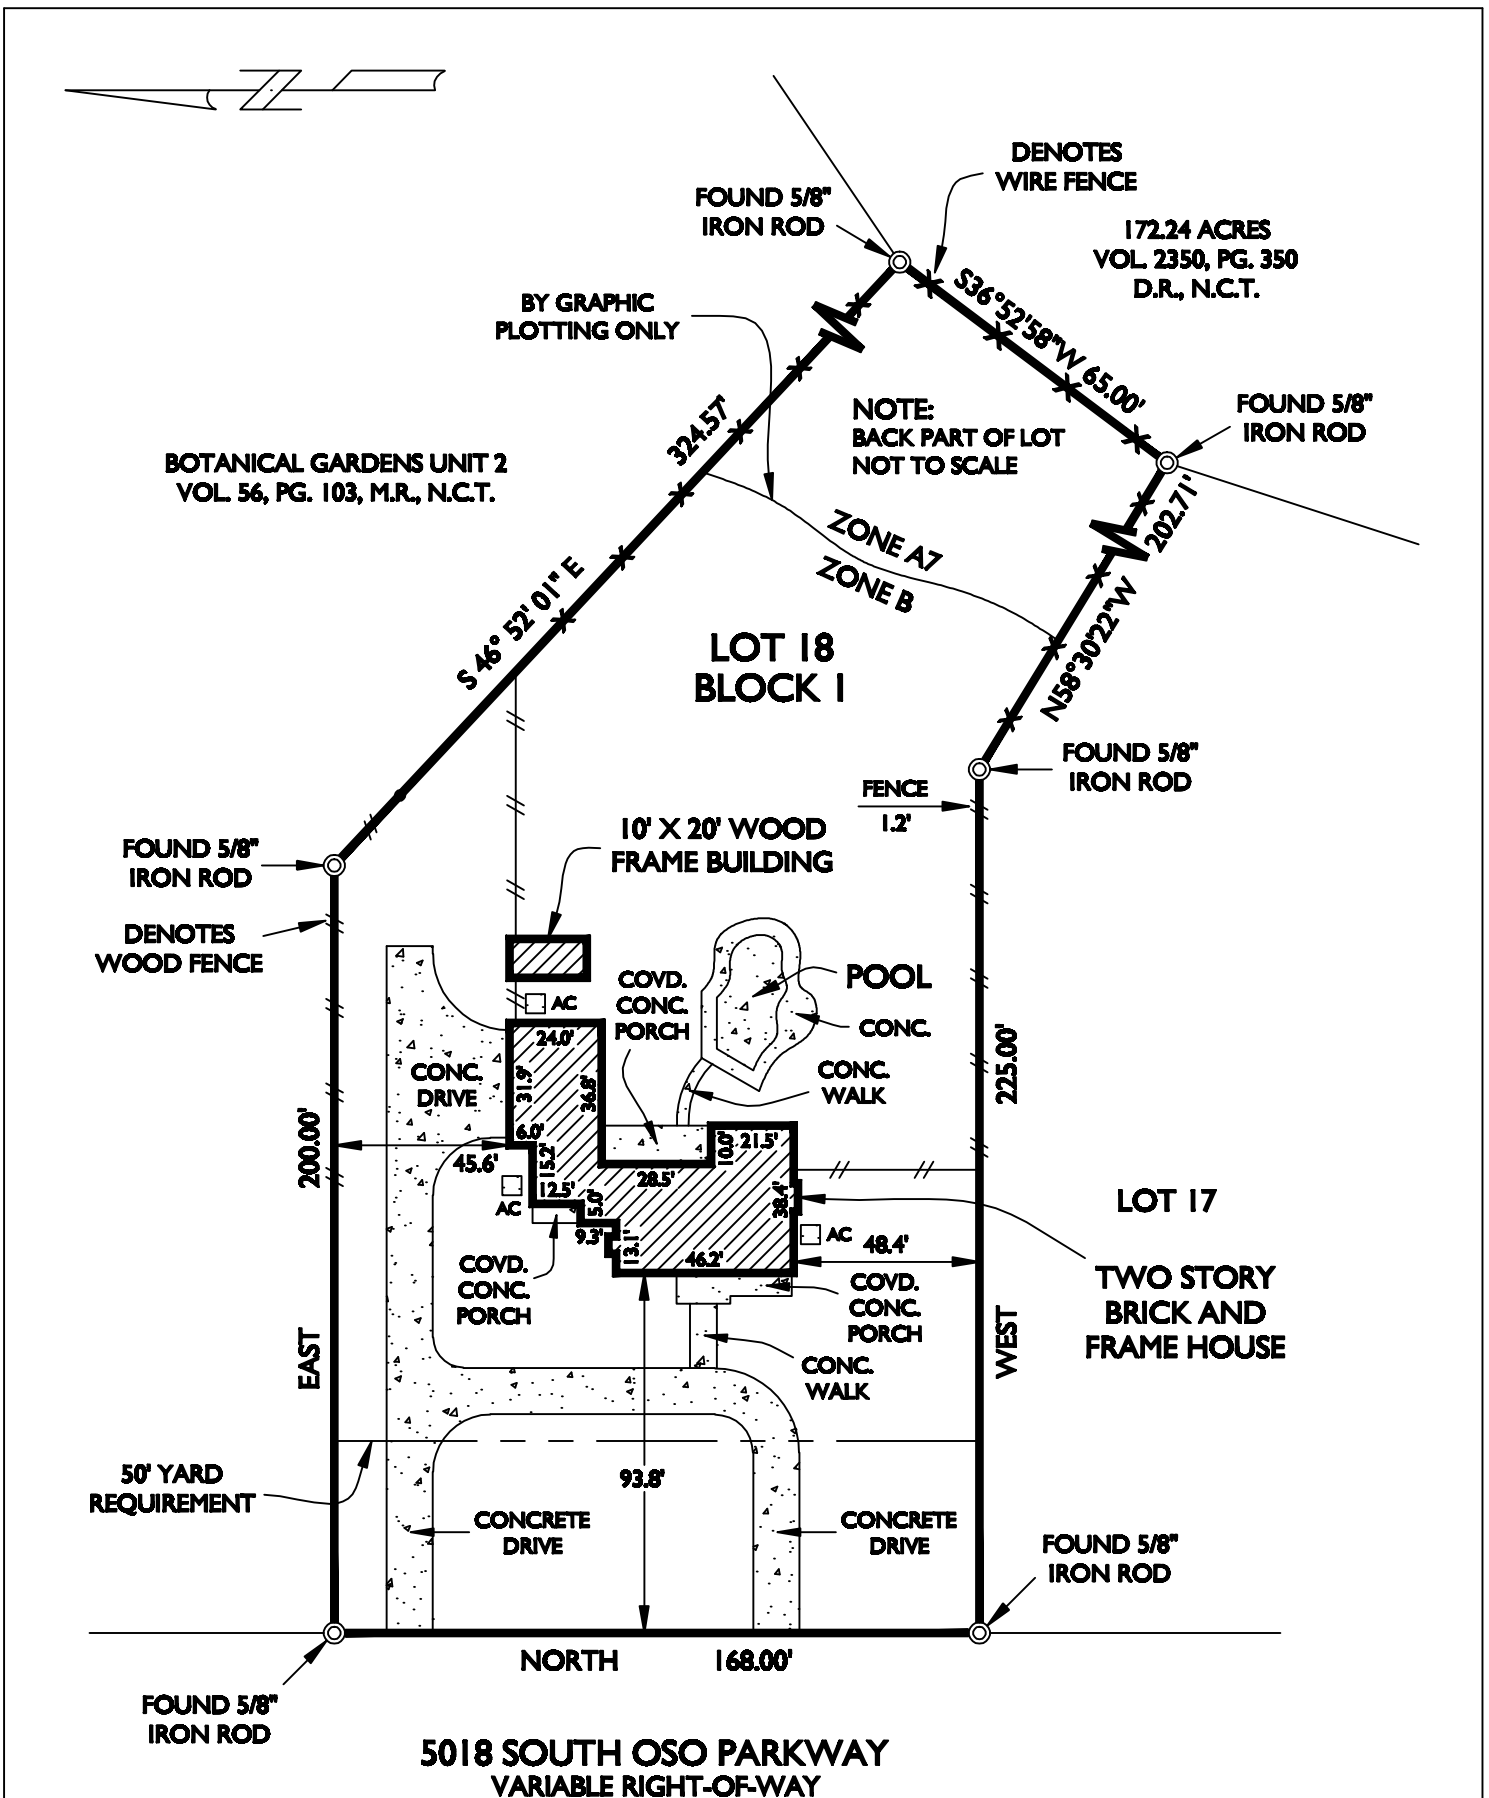 N
DENOTES
WIRE FENCE
FOUND 5/8"
IRON ROD
172.24 ACRES
VOL. 2350, PG. 350
D.R., N.C.T.
S36°52'58"W 65.00'
BY GRAPHIC
PLOTTING ONLY
NOTE:
BACK PART OF LOT
NOT TO SCALE
FOUND 5/8"
IRON ROD
324.57'
BOTANICAL GARDENS UNIT 2
VOL. 56, PG. 103, M.R., N.C.T.
202.71'
ZONE A7
ZONE B
S 46° 52' 01" E
N58°30'22"W
LOT 18
BLOCK 1
FOUND 5/8"
IRON ROD
FENCE
1.2'
10' X 20' WOOD
FRAME BUILDING
FOUND 5/8"
IRON ROD
DENOTES
WOOD FENCE
COVD.
CONC.
PORCH
POOL
AC
CONC.
24.0'
CONC.
DRIVE
31.9'
36.8'
CONC.
WALK
225.00'
200.00'
6.0'
45.6'
15.2'
10.0'
21.5'
28.5'
12.5'
5.0'
38.4'
AC
LOT 17
9.3'
13.1'
46.2'
AC
48.4'
COVD.
CONC.
PORCH
COVD.
CONC.
PORCH
TWO STORY
BRICK AND
FRAME HOUSE
EAST
WEST
CONC.
WALK
93.8'
50' YARD
REQUIREMENT
CONCRETE
DRIVE
CONCRETE
DRIVE
FOUND 5/8"
IRON ROD
NORTH 168.00'
FOUND 5/8"
IRON ROD
5018 SOUTH OSO PARKWAY
VARIABLE RIGHT-OF-WAY